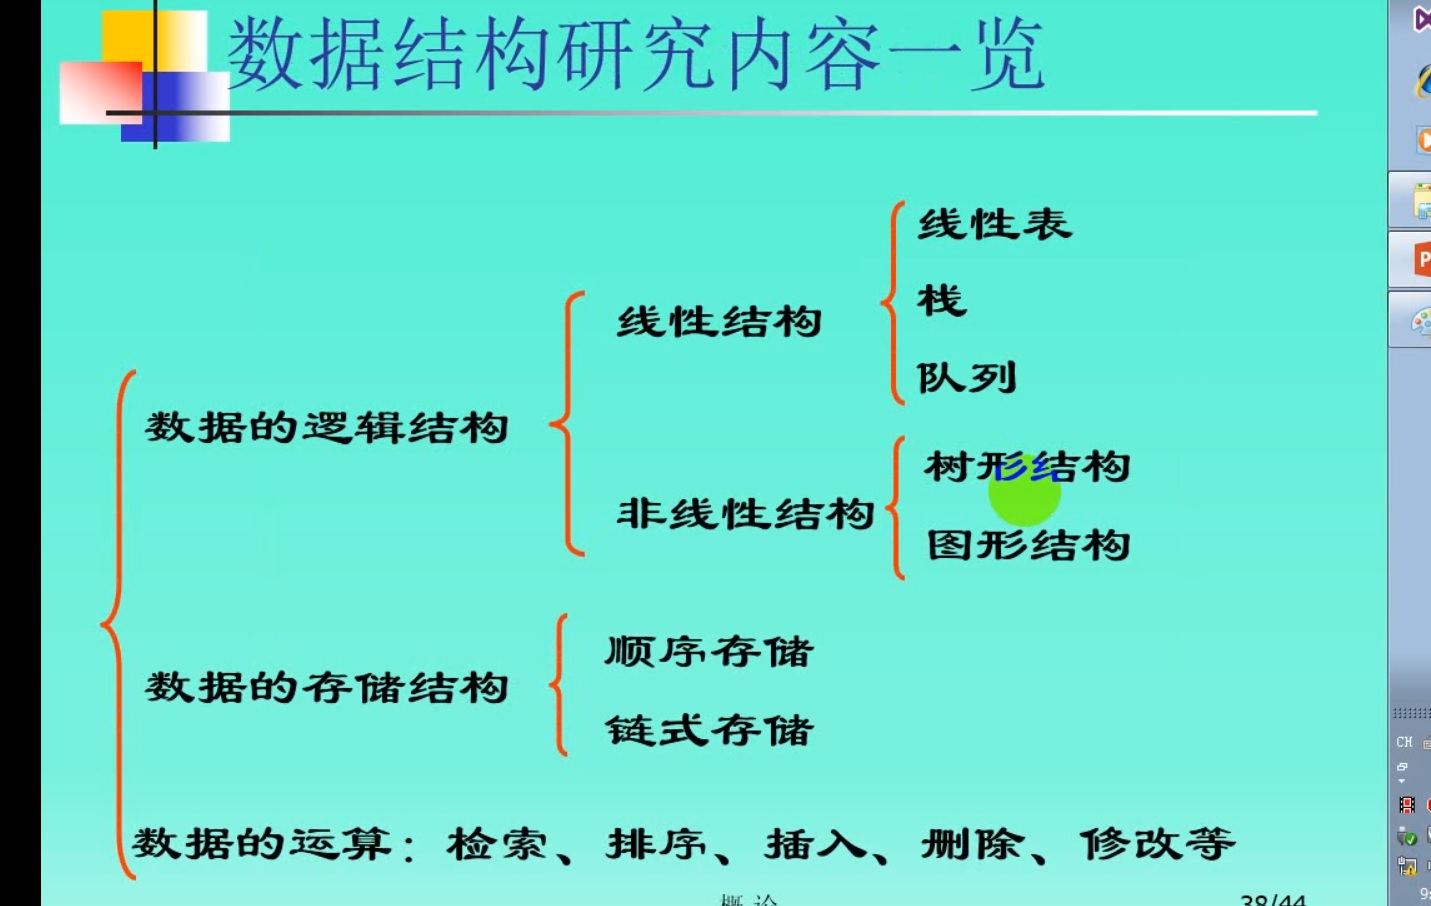 数据结构研究内容一览
线性表
线性结构
栈
队列
数据的逻辑结构
树形结构
非线性结构
图形结构
顺序存储
数据的存储结构
链式存储
数据的运算：检索、排序、插入、删除、修改等
概 论
38/44
CH